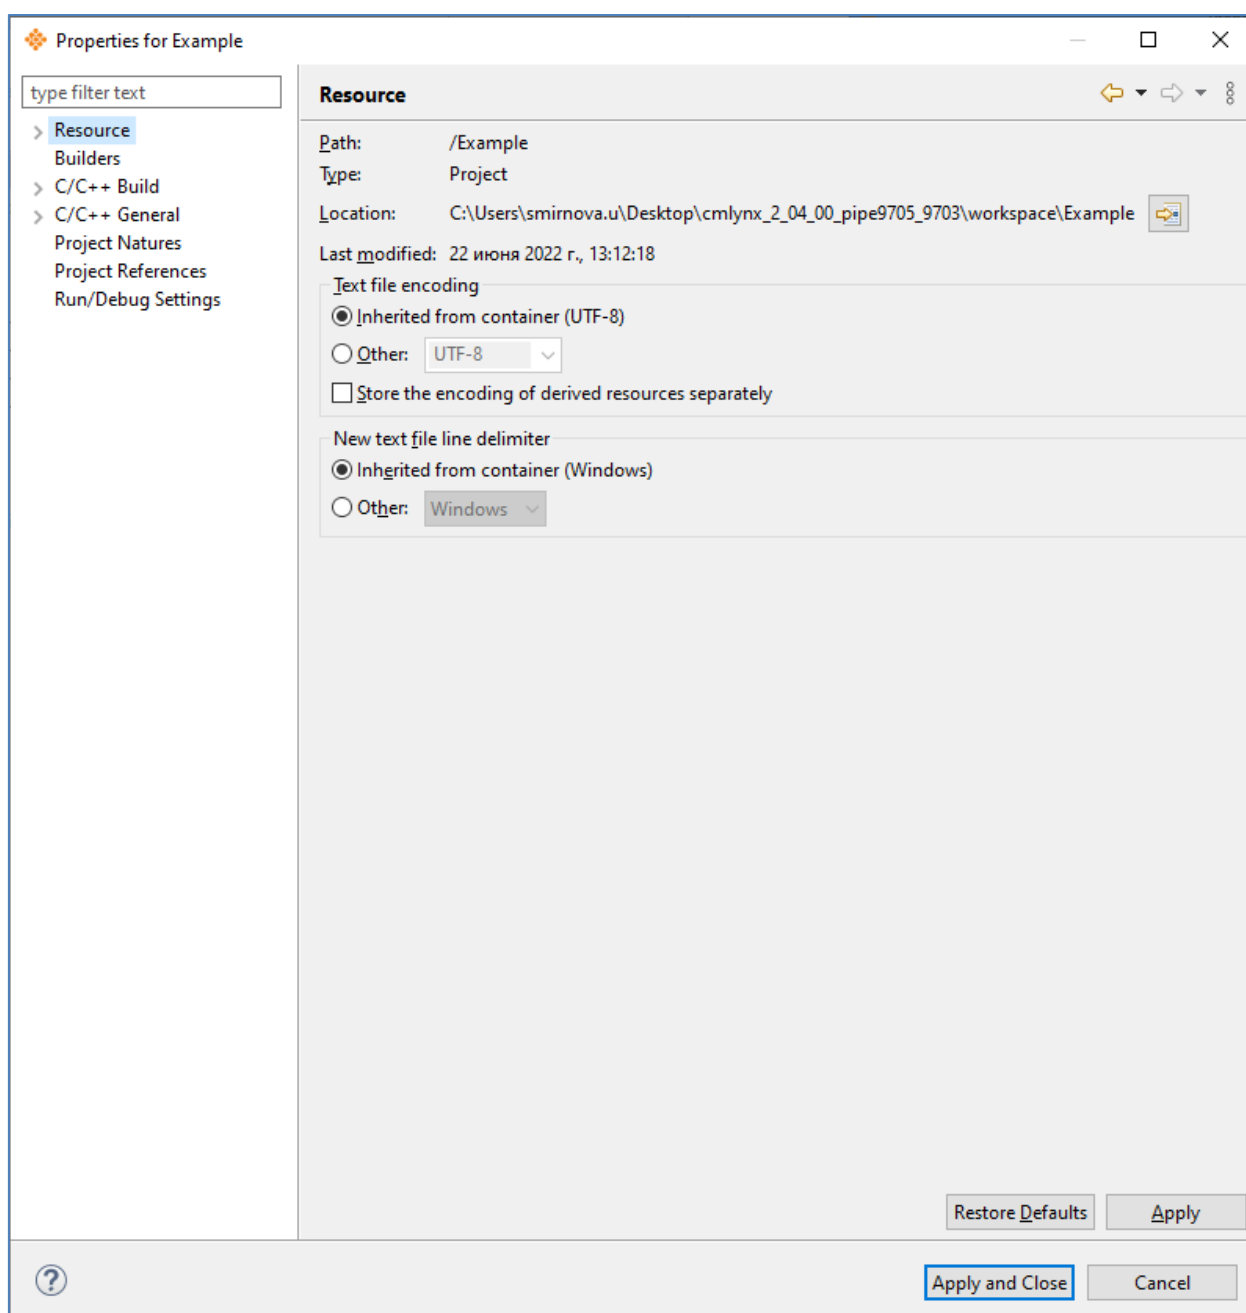 Properties for Example
type filter text
Resource
Builders
C/C++ Build
C/C++ General
Project Natures
Project References
Run/Debug Settings
Resource
Path: /Example
Type: Project
Location: C:\Users\smirnova.u\Desktop\cmlynx_2_04_00_pipe9705_9703\workspace\Example
Last modified: 22 июня 2022 г., 13:12:18
Text file encoding
Inherited from container (UTF-8)
Other: UTF-8
Store the encoding of derived resources separately
New text file line delimiter
Inherited from container (Windows)
Other: Windows
Restore Defaults Apply
? Apply and Close Cancel